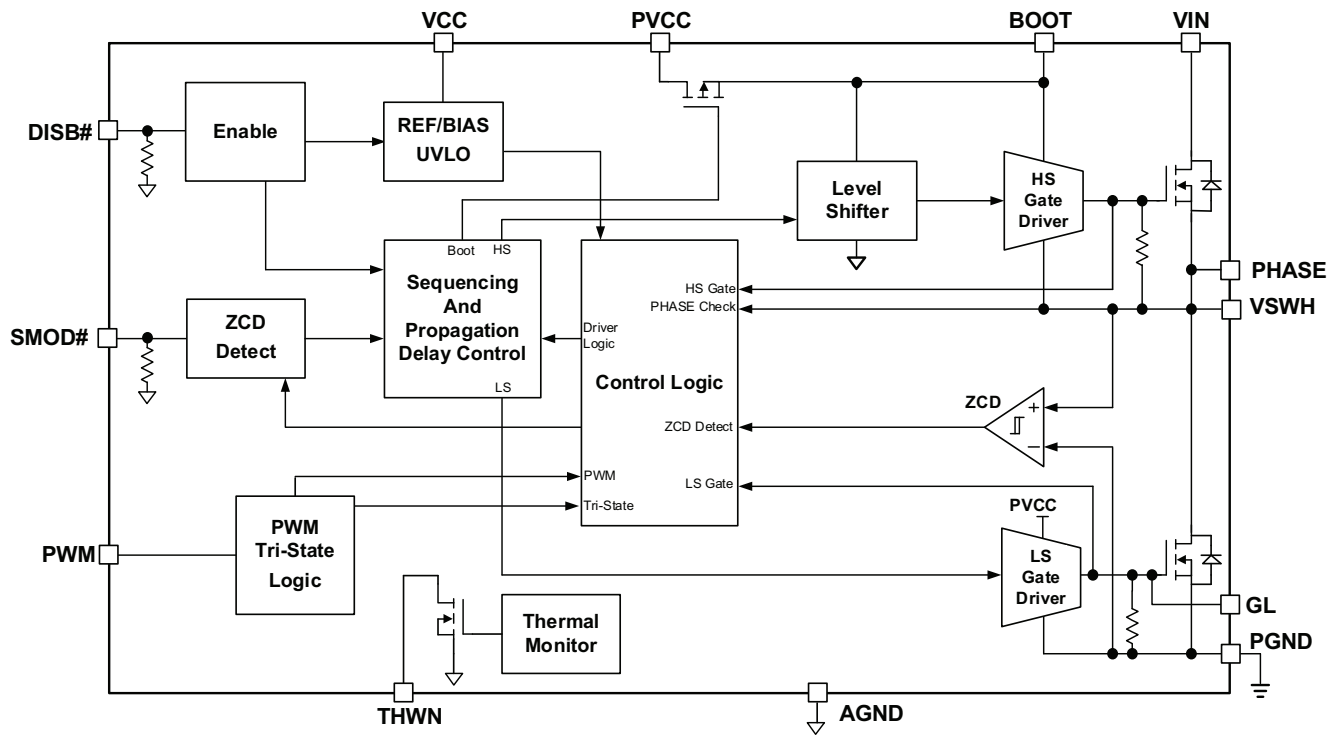 VCC
PVCC
BOOT
VIN
DISB#
Enable
REF/BIAS
UVLO
Level
Shifter
HS
Gate
Driver
Boot
HS
Sequencing
And
Propagation
Delay Control
LS
PHASE
VSWH
HS Gate
PHASE Check
SMOD#
ZCD
Detect
Driver
Logic
Control Logic
ZCD
+
−
ZCD Detect
PWM
Tri-State
LS Gate
PWM
PWM
Tri-State
Logic
PVCC
LS
Gate
Driver
GL
PGND
Thermal
Monitor
THWN
AGND